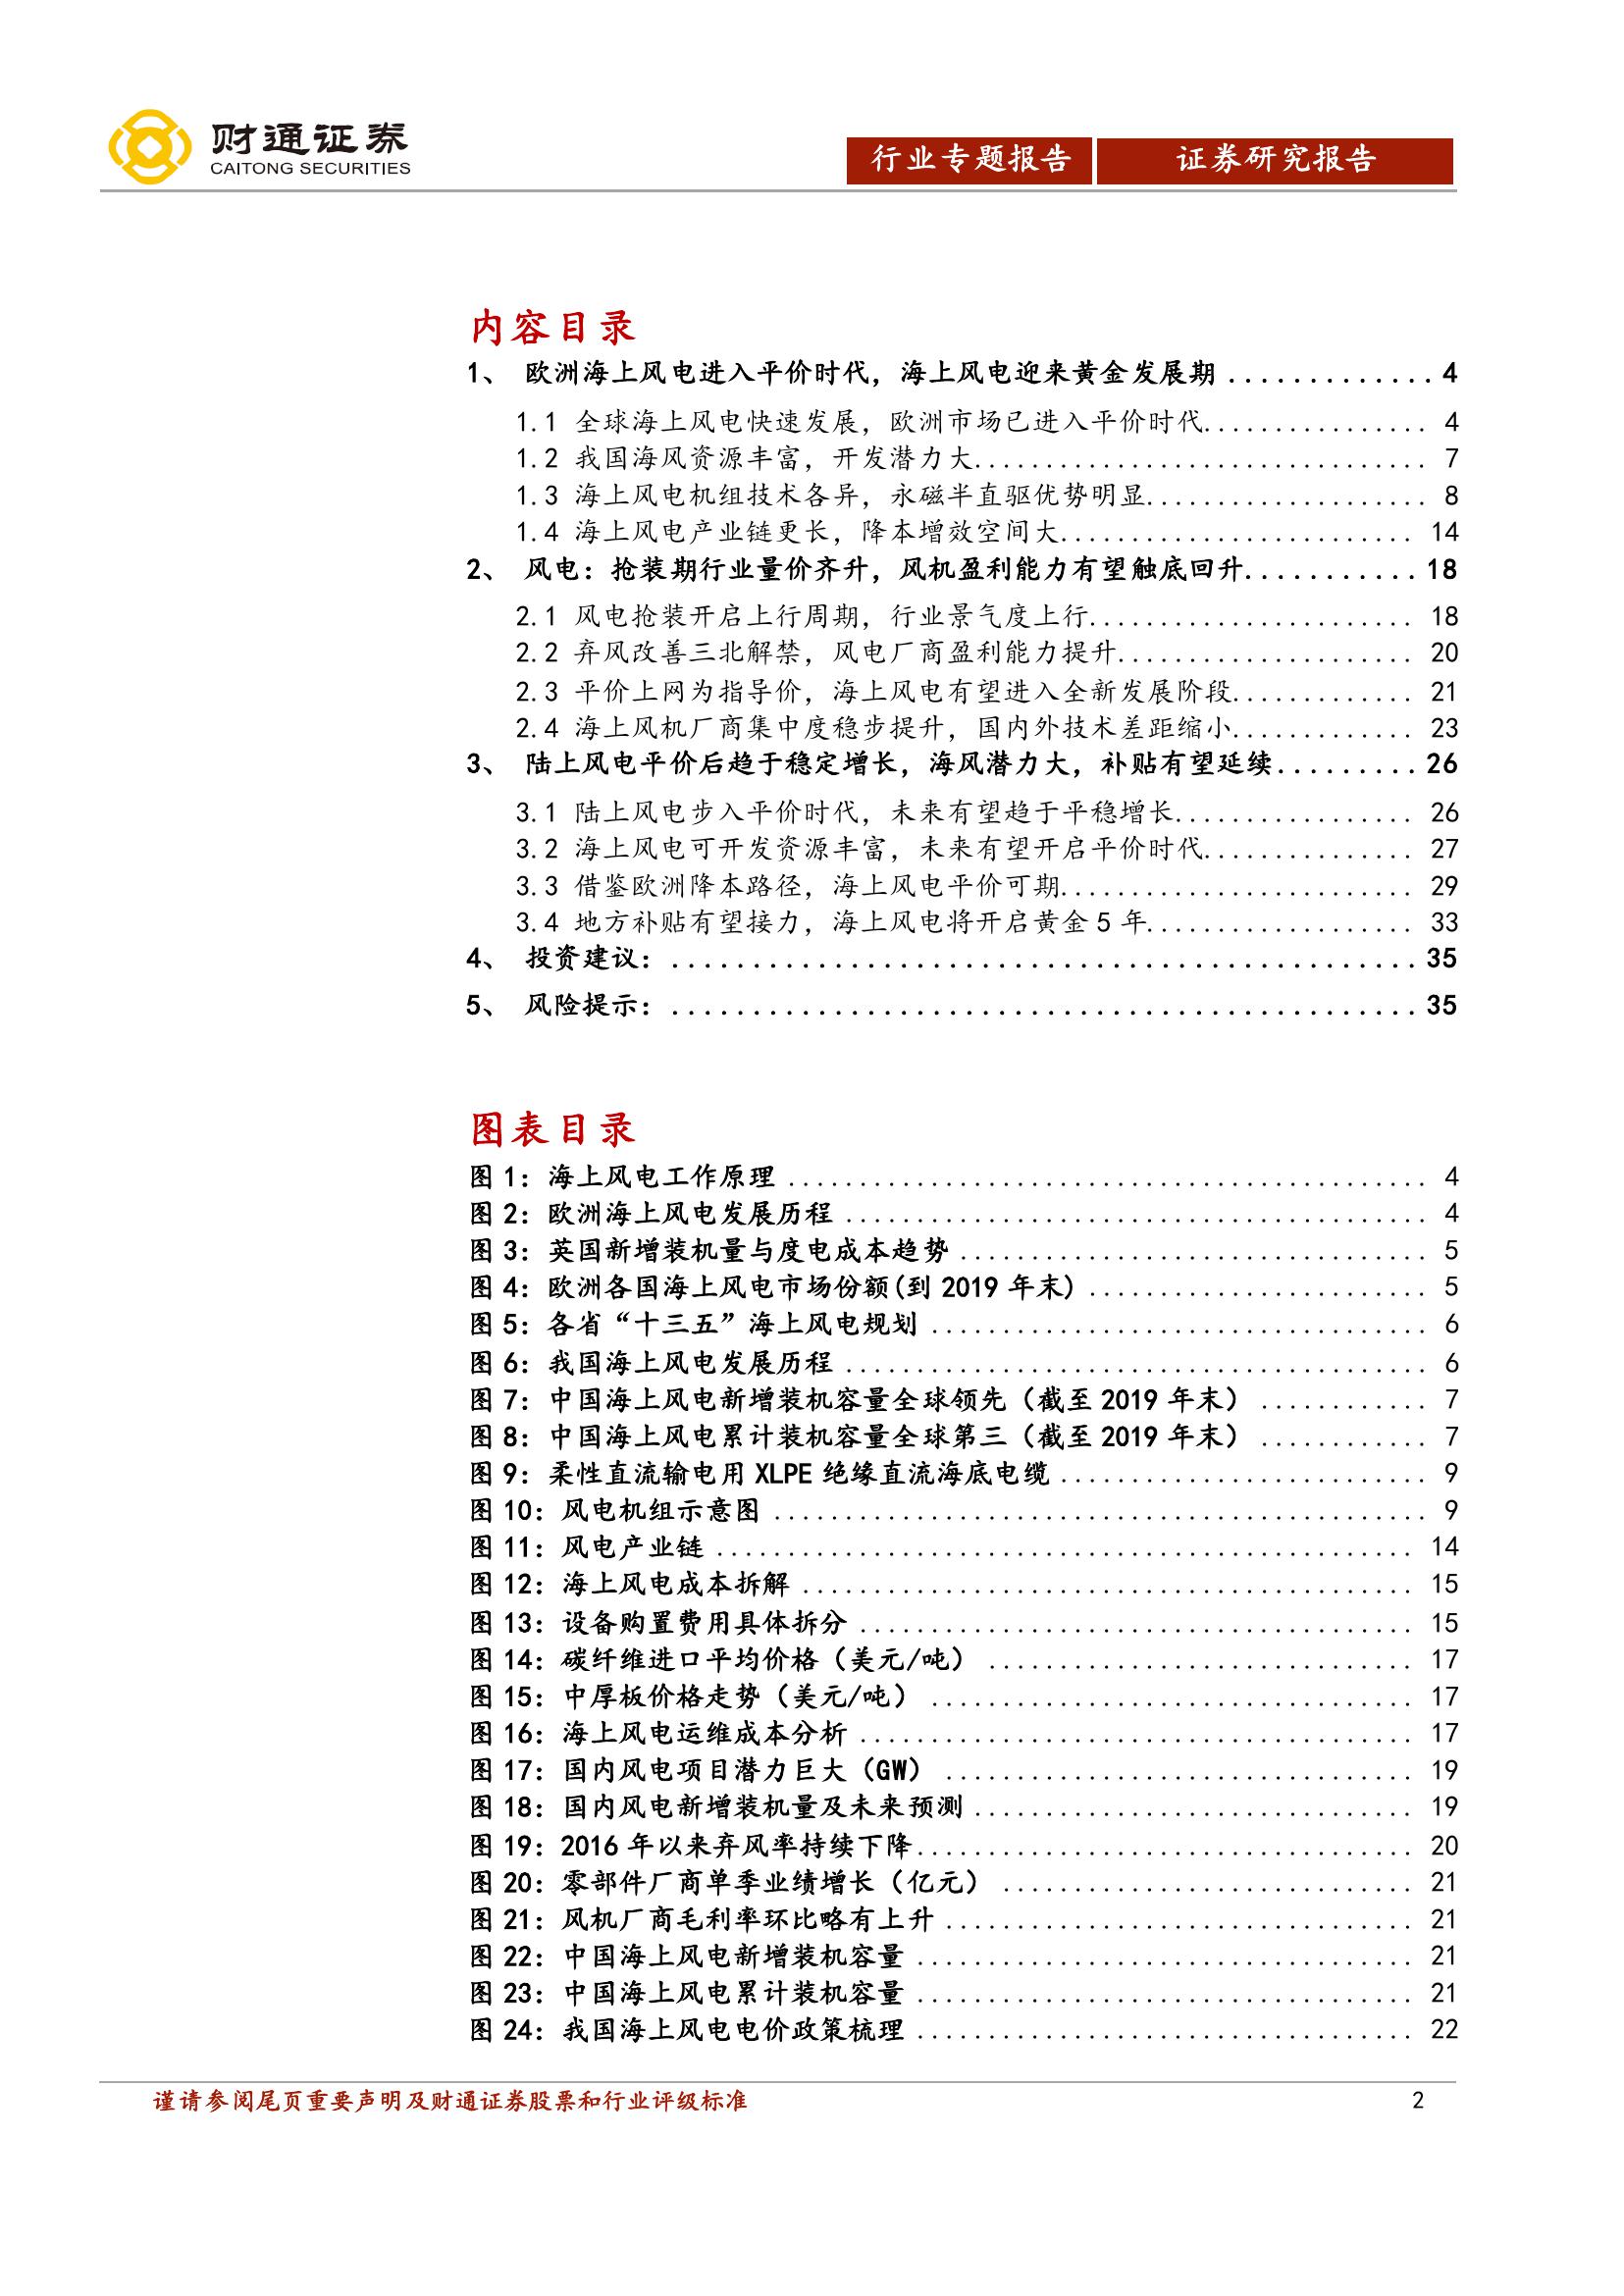 财通证券
CAITONG SECURITIES
行业专题报告 证券研究报告
内容目录
1、 欧洲海上风电进入平价时代，海上风电迎来黄金发展期 ............. 4
1.1 全球海上风电快速发展，欧洲市场已进入平价时代................ 4
1.2 我国海风资源丰富，开发潜力大................................ 7
1.3 海上风电机组技术各异，永磁半直驱优势明显.................... 8
1.4 海上风电产业链更长，降本增效空间大......................... 14
2、 风电：抢装期行业量价齐升，风机盈利能力有望触底回升........... 18
2.1 风电抢装开启上行周期，行业景气度上行....................... 18
2.2 弃风改善三北解禁，风电厂商盈利能力提升..................... 20
2.3 平价上网为指导价，海上风电有望进入全新发展阶段............. 21
2.4 海上风机厂商集中度稳步提升，国内外技术差距缩小............. 23
3、 陆上风电平价后趋于稳定增长，海风潜力大，补贴有望延续......... 26
3.1 陆上风电步入平价时代，未来有望趋于平稳增长................. 26
3.2 海上风电可开发资源丰富，未来有望开启平价时代............... 27
3.3 借鉴欧洲降本路径，海上风电平价可期......................... 29
3.4 地方补贴有望接力，海上风电将开启黄金 5 年................... 33
4、 投资建议：............................................... 35
5、 风险提示：............................................... 35
图表目录
图 1：海上风电工作原理 ............................................. 4
图 2：欧洲海上风电发展历程 ......................................... 4
图 3：英国新增装机量与度电成本趋势 ................................. 5
图 4：欧洲各国海上风电市场份额(到 2019 年末) ........................ 5
图 5：各省“十三五”海上风电规划 ................................... 6
图 6：我国海上风电发展历程 ......................................... 6
图 7：中国海上风电新增装机容量全球领先（截至 2019 年末） ............ 7
图 8：中国海上风电累计装机容量全球第三（截至 2019 年末） ............ 7
图 9：柔性直流输电用 XLPE 绝缘直流海底电缆 .......................... 9
图 10：风电机组示意图 .............................................. 9
图 11：风电产业链 ................................................. 14
图 12：海上风电成本拆解 ........................................... 15
图 13：设备购置费用具体拆分 ....................................... 15
图 14：碳纤维进口平均价格（美元/吨） .............................. 17
图 15：中厚板价格走势（美元/吨） .................................. 17
图 16：海上风电运维成本分析 ....................................... 17
图 17：国内风电项目潜力巨大（GW） ................................. 19
图 18：国内风电新增装机量及未来预测 ............................... 19
图 19：2016 年以来弃风率持续下降................................... 20
图 20：零部件厂商单季业绩增长（亿元） ............................. 21
图 21：风机厂商毛利率环比略有上升 ................................. 21
图 22：中国海上风电新增装机容量 ................................... 21
图 23：中国海上风电累计装机容量 ................................... 21
图 24：我国海上风电电价政策梳理 ................................... 22
谨请参阅尾页重要声明及财通证券股票和行业评级标准 2